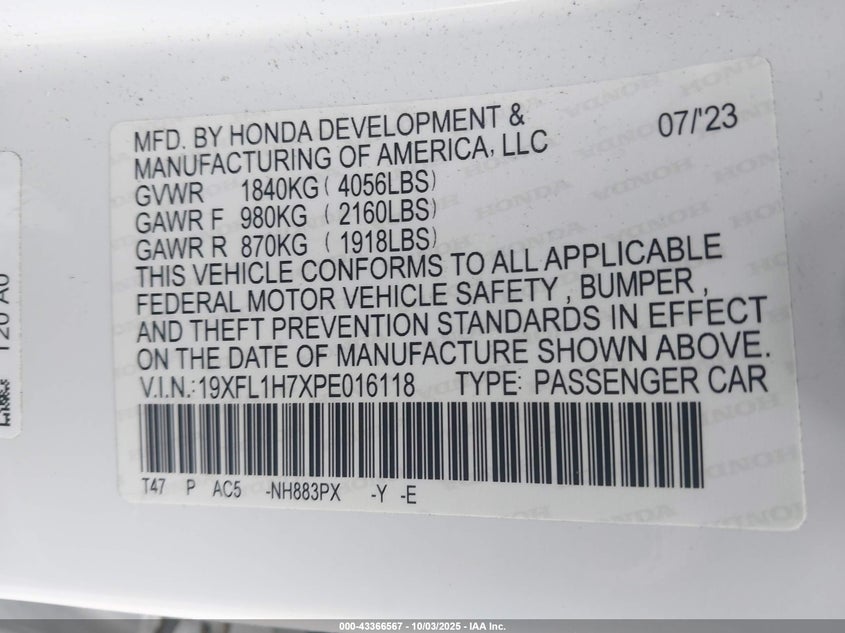 MFD. BY HONDA DEVELOPMENT &
MANUFACTURING OF AMERICA, LLC
07/'23
GVWR 1840KG ( 4056LBS)
GAWR F 980KG ( 2160LBS)
GAWR R 870KG ( 1918LBS)
THIS VEHICLE CONFORMS TO ALL APPLICABLE
FEDERAL MOTOR VEHICLE SAFETY , BUMPER ,
AND THEFT PREVENTION STANDARDS IN EFFECT
ON THE DATE OF MANUFACTURE SHOWN ABOVE.
V.I.N.: 19XFL1H7XPE016118 TYPE: PASSENGER CAR
T47 P AC5 -NH883PX -Y -E
000-43366567 - 10/03/2025 - IAA Inc.